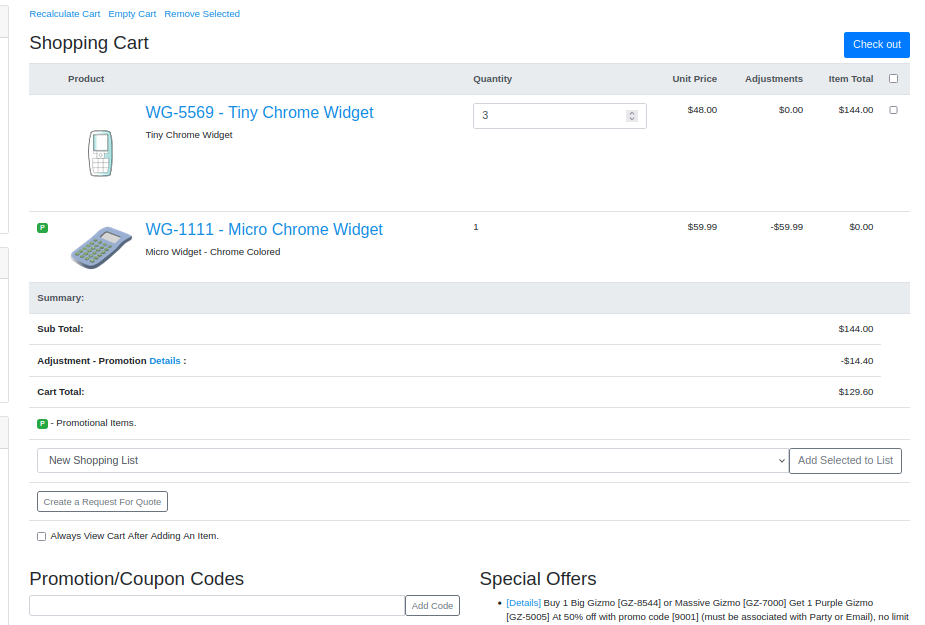 Recalculate Cart Empty Cart Remove Selected
Shopping Cart
Check out
Product Quantity Unit Price Adjustments Item Total
WG-5569 - Tiny Chrome Widget
3 $48.00 $0.00 $144.00
Tiny Chrome Widget
P WG-1111 - Micro Chrome Widget 1 $59.99 -$59.99 $0.00
Micro Widget - Chrome Colored
Summary:
Sub Total: $144.00
Adjustment - Promotion Details : -$14.40
Cart Total: $129.60
P - Promotional Items.
New Shopping List Add Selected to List
Create a Request For Quote
Always View Cart After Adding An Item.
Promotion/Coupon Codes
Add Code
Special Offers
• [Details] Buy 1 Big Gizmo [GZ-8544] or Massive Gizmo [GZ-7000] Get 1 Purple Gizmo
[GZ-5005] At 50% off with promo code [9001] (must be associated with Party or Email), no limit